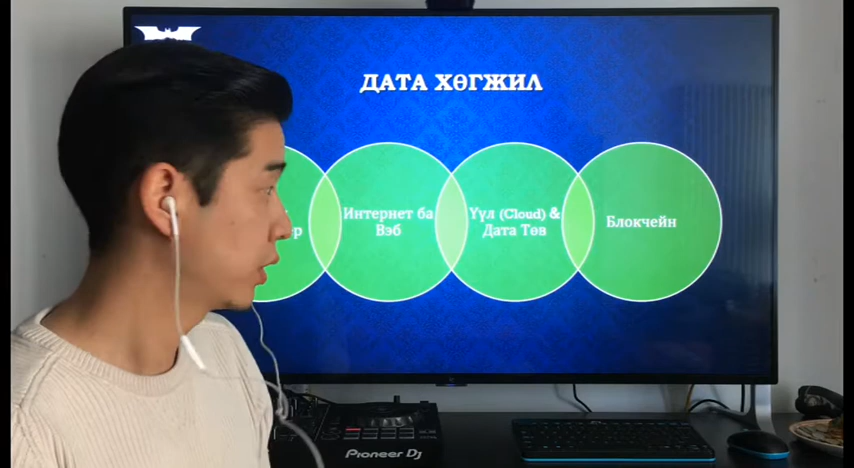 ДАТА ХӨГЖИЛ
Интернет ба
Вэб
Үүл (Cloud) &
Дата Төв
Блокчейн
Pioneer Dj